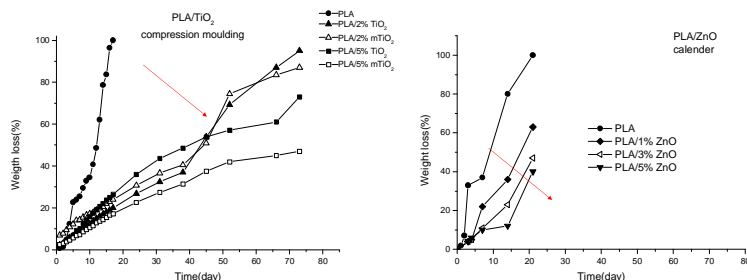 PLA/TiO2
compression moulding
PLA
PLA/2% TiO2
PLA/2% mTiO2
PLA/5% TiO2
PLA/5% mTiO2
100
80
60
40
20
0
Weigth loss(%)
0 10 20 30 40 50 60 70 80
Time(day)
PLA/ZnO
calender
PLA
PLA/1% ZnO
PLA/3% ZnO
PLA/5% ZnO
100
80
60
40
20
0
Weight loss(%)
0 10 20 30 40 50 60 70 80
Time(day)